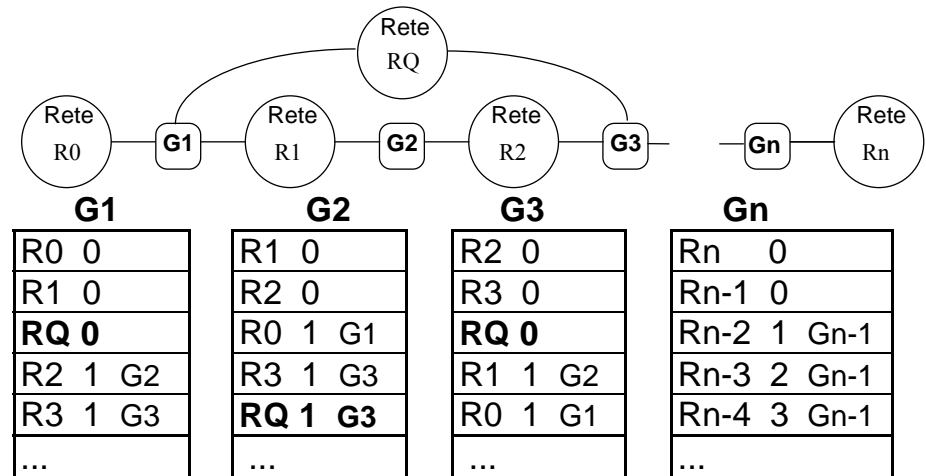 Rete
RQ
Rete
R0
G1
Rete
R1
G2
Rete
R2
G3
Gn
Rete
Rn
G1
R0 0
R1 0
RQ 0
R2 1 G2
R3 1 G3
...
G2
R1 0
R2 0
R0 1 G1
R3 1 G3
RQ 1 G3
...
G3
R2 0
R3 0
RQ 0
R1 1 G2
R0 1 G1
...
Gn
Rn 0
Rn-1 0
Rn-2 1 Gn-1
Rn-3 2 Gn-1
Rn-4 3 Gn-1
...